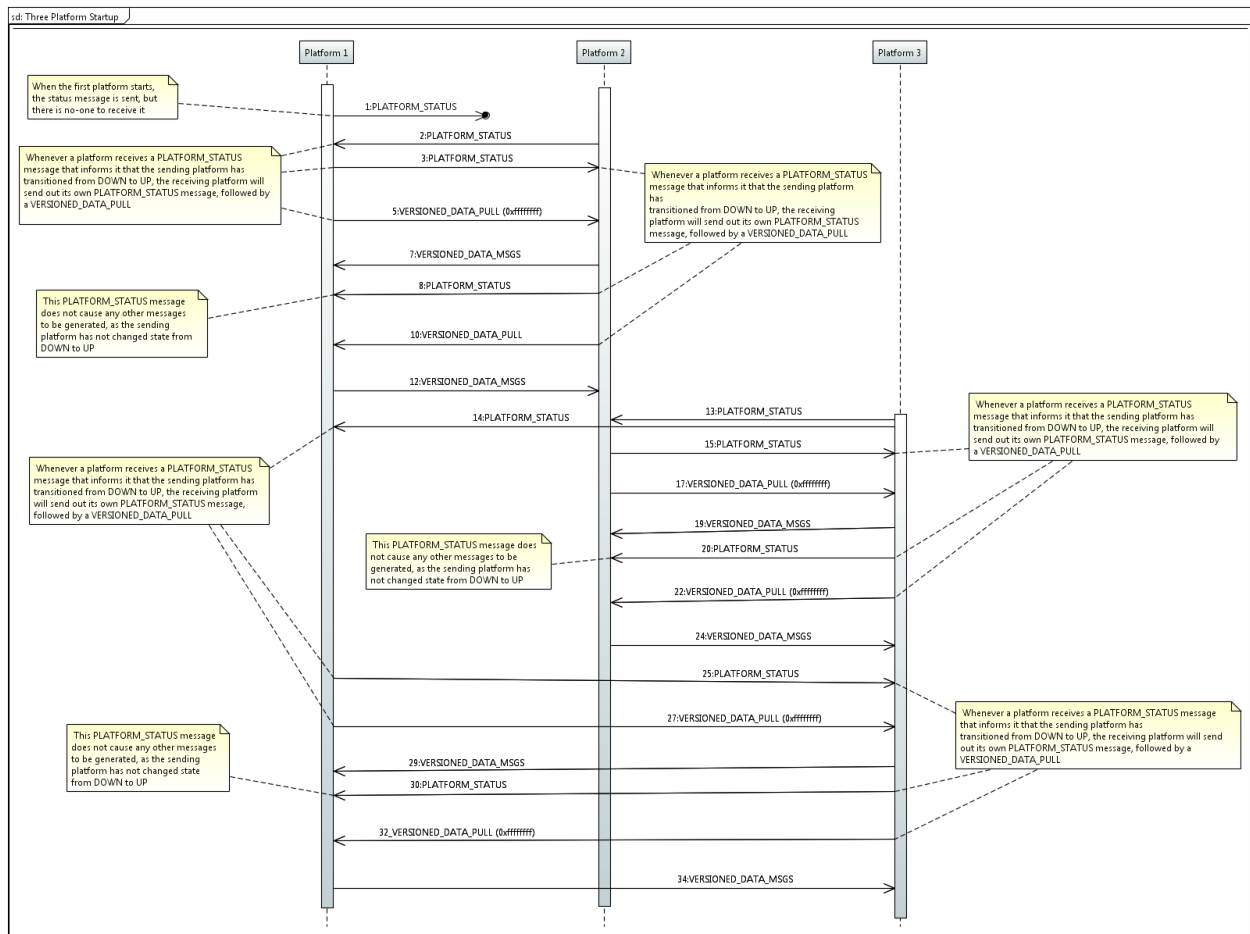 sd: Three Platform Startup
Platform 1
Platform 2
Platform 3
When the first platform starts,
the status message is sent, but
there is no-one to receive it
1:PLATFORM_STATUS
2:PLATFORM_STATUS
Whenever a platform receives a PLATFORM_STATUS
message that informs it that the sending platform has
transitioned from DOWN to UP, the receiving platform will
send out its own PLATFORM_STATUS message, followed by
a VERSIONED_DATA_PULL
3:PLATFORM_STATUS
Whenever a platform receives a PLATFORM_STATUS
message that informs it that the sending platform
has
transitioned from DOWN to UP, the receiving
platform will send out its own PLATFORM_STATUS
message, followed by a VERSIONED_DATA_PULL
5:VERSIONED_DATA_PULL (0xffffffff)
7:VERSIONED_DATA_MSGS
8:PLATFORM_STATUS
This PLATFORM_STATUS message
does not cause any other messages
to be generated, as the sending
platform has not changed state from
DOWN to UP
10:VERSIONED_DATA_PULL
12:VERSIONED_DATA_MSGS
13:PLATFORM_STATUS
14:PLATFORM_STATUS
Whenever a platform receives a PLATFORM_STATUS
message that informs it that the sending platform has
transitioned from DOWN to UP, the receiving platform will
send out its own PLATFORM_STATUS message, followed by
a VERSIONED_DATA_PULL
15:PLATFORM_STATUS
Whenever a platform receives a PLATFORM_STATUS
message that informs it that the sending platform has
transitioned from DOWN to UP, the receiving platform
will send out its own PLATFORM_STATUS message,
followed by a VERSIONED_DATA_PULL
17:VERSIONED_DATA_PULL (0xffffffff)
19:VERSIONED_DATA_MSGS
This PLATFORM_STATUS message does
not cause any other messages to be
generated, as the sending platform has
not changed state from DOWN to UP
20:PLATFORM_STATUS
22:VERSIONED_DATA_PULL (0xffffffff)
24:VERSIONED_DATA_MSGS
25:PLATFORM_STATUS
27:VERSIONED_DATA_PULL (0xffffffff)
Whenever a platform receives a PLATFORM_STATUS message
that informs it that the sending platform has
transitioned from DOWN to UP, the receiving platform will send
out its own PLATFORM_STATUS message, followed by a
VERSIONED_DATA_PULL
This PLATFORM_STATUS message
does not cause any other messages
to be generated, as the sending
platform has not changed state
from DOWN to UP
29:VERSIONED_DATA_MSGS
30:PLATFORM_STATUS
32_VERSIONED_DATA_PULL (0xffffffff)
34:VERSIONED_DATA_MSGS